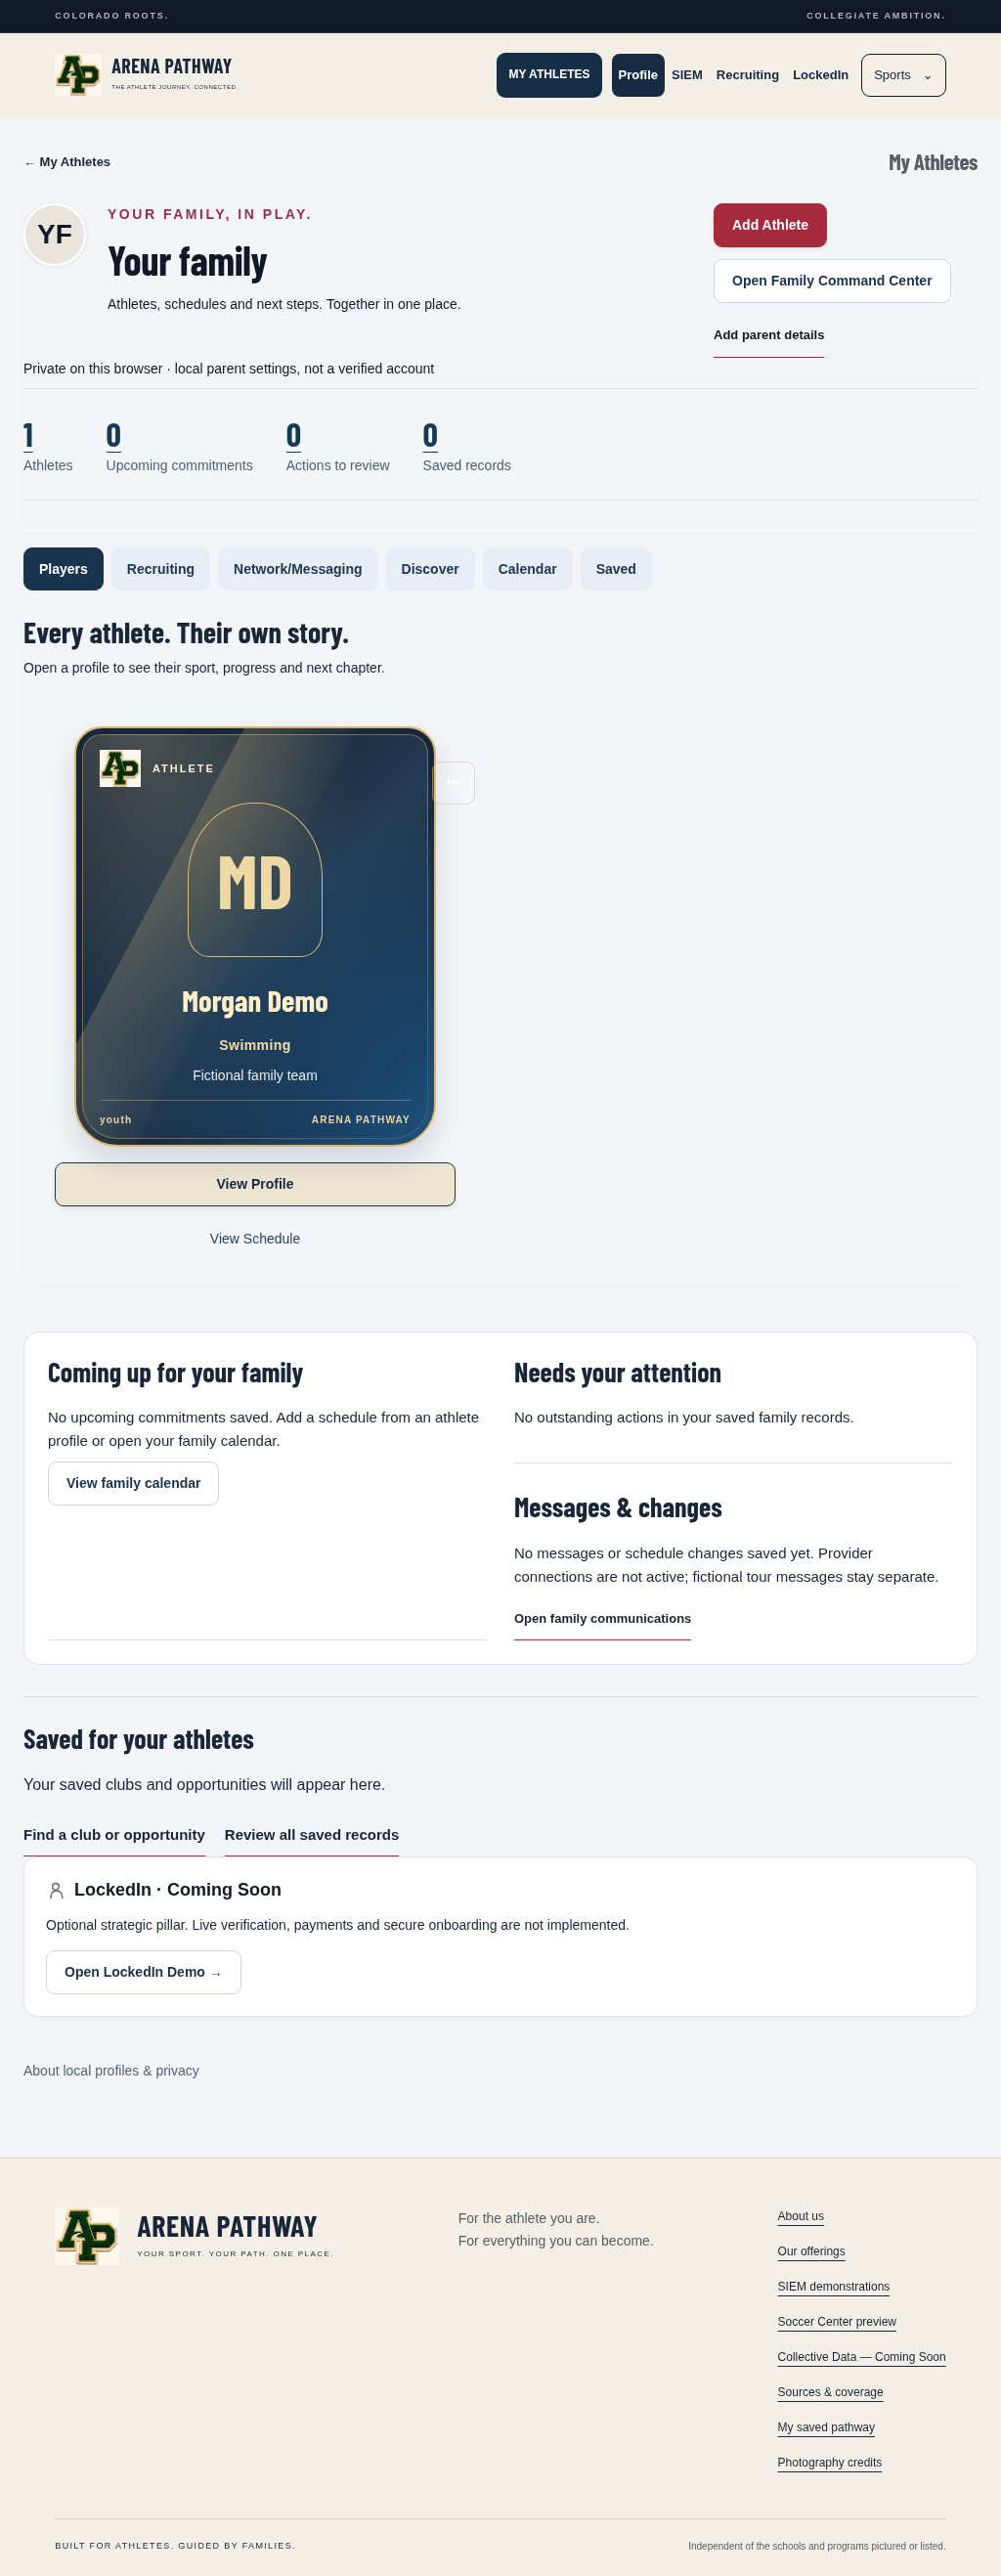 COLORADO ROOTS.
COLLEGIATE AMBITION.
AP
ARENA PATHWAY
THE ATHLETE JOURNEY, CONNECTED.
MY ATHLETES
Profile
SIEM
Recruiting
LockedIn
Sports
← My Athletes
My Athletes
YF
YOUR FAMILY, IN PLAY.
Your family
Athletes, schedules and next steps. Together in one place.
Add Athlete
Open Family Command Center
Add parent details
Private on this browser · local parent settings, not a verified account
1
Athletes
0
Upcoming commitments
0
Actions to review
0
Saved records
Players
Recruiting
Network/Messaging
Discover
Calendar
Saved
Every athlete. Their own story.
Open a profile to see their sport, progress and next chapter.
AP
ATHLETE
•••
MD
Morgan Demo
Swimming
Fictional family team
youth
ARENA PATHWAY
View Profile
View Schedule
Coming up for your family
No upcoming commitments saved. Add a schedule from an athlete
profile or open your family calendar.
View family calendar
Needs your attention
No outstanding actions in your saved family records.
Messages & changes
No messages or schedule changes saved yet. Provider
connections are not active; fictional tour messages stay separate.
Open family communications
Saved for your athletes
Your saved clubs and opportunities will appear here.
Find a club or opportunity
Review all saved records
LockedIn · Coming Soon
Optional strategic pillar. Live verification, payments and secure onboarding are not implemented.
Open LockedIn Demo →
About local profiles & privacy
AP
ARENA PATHWAY
YOUR SPORT. YOUR PATH. ONE PLACE.
For the athlete you are.
For everything you can become.
About us
Our offerings
SIEM demonstrations
Soccer Center preview
Collective Data — Coming Soon
Sources & coverage
My saved pathway
Photography credits
BUILT FOR ATHLETES. GUIDED BY FAMILIES.
Independent of the schools and programs pictured or listed.